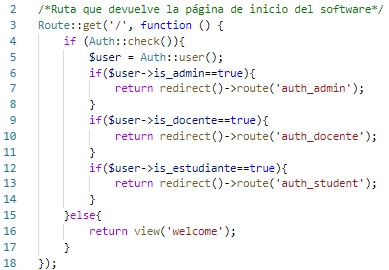 2 /*Ruta que devuelve la página de inicio del software*/
3 Route::get('/', function () {
4     if (Auth::check()){
5         $user = Auth::user();
6         if($user->is_admin==true){
7             return redirect()->route('auth_admin');
8         }
9         if($user->is_docente==true){
10             return redirect()->route('auth_docente');
11         }
12         if($user->is_estudiante==true){
13             return redirect()->route('auth_student');
14         }
15     }else{
16         return view('welcome');
17     }
18 });